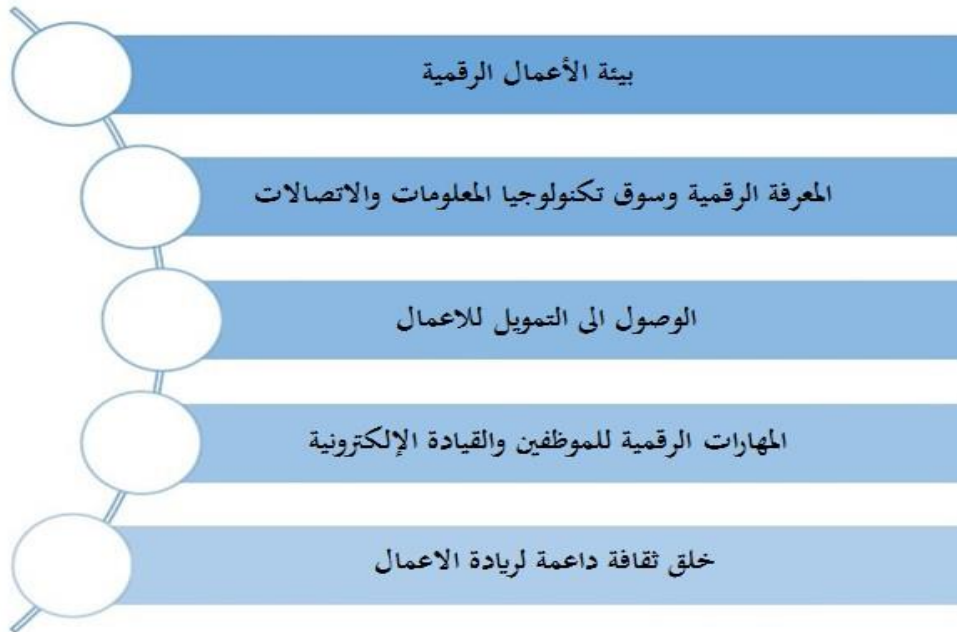 بيئة الأعمال الرقمية
المعرفة الرقمية وسوق تكنولوجيا المعلومات والاتصالات
الوصول الى التمويل للاعمال
المهارات الرقمية للموظفين والقيادة الإلكترونية
خلق ثقافة داعمة لريادة الاعمال